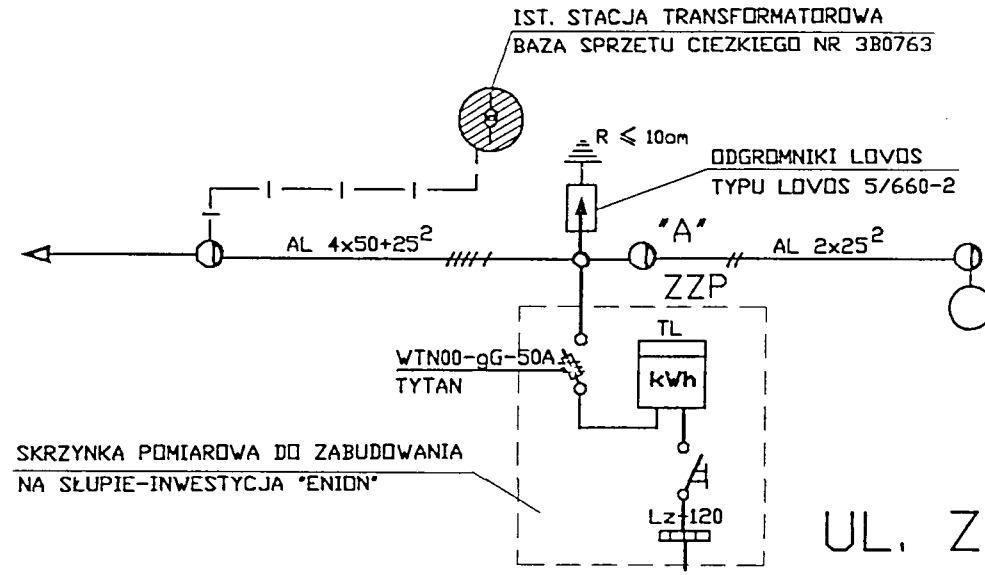 IST. STACJA TRANSFORMATOROWA
BAZA SPRZETU CIEZKIEGO NR 3B0763
R ⩽ 10om
ODGROMNIKI LOVOS
TYPU LOVOS 5/660-2
"A"
AL 4x50+25²
AL 2x25²
ZZP
TL
WTN00-gG-50A
TYTAN
kWh
SKRZYNKA POMIAROWA DO ZABUDOWANIA
NA SŁUPIE-INWESTYCJA "ENION"
Lz-120
UL. Z